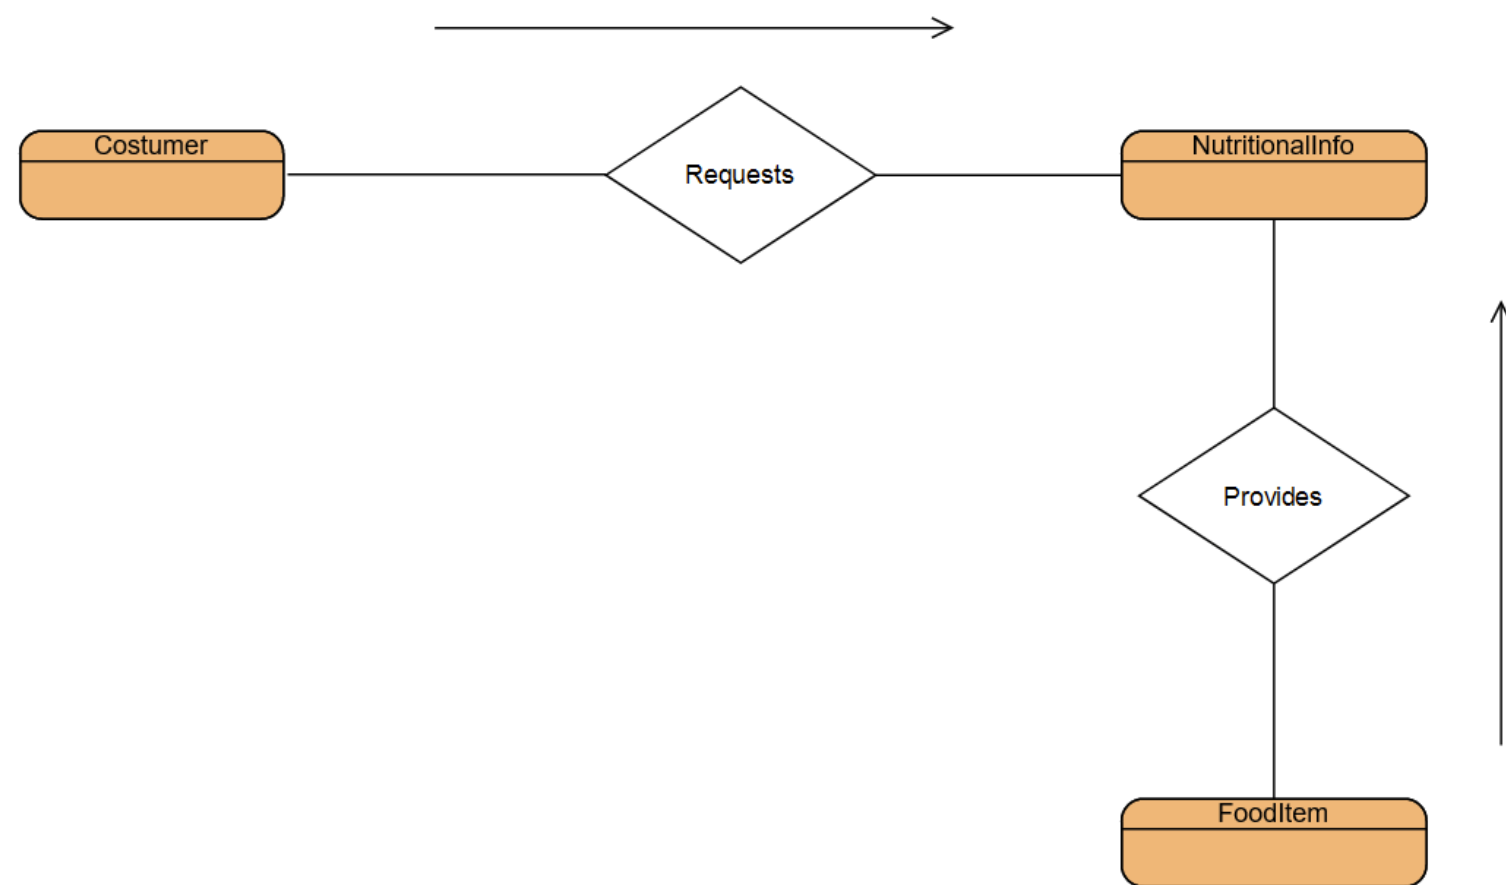 Costumer
Requests
NutritionalInfo
Provides
FoodItem